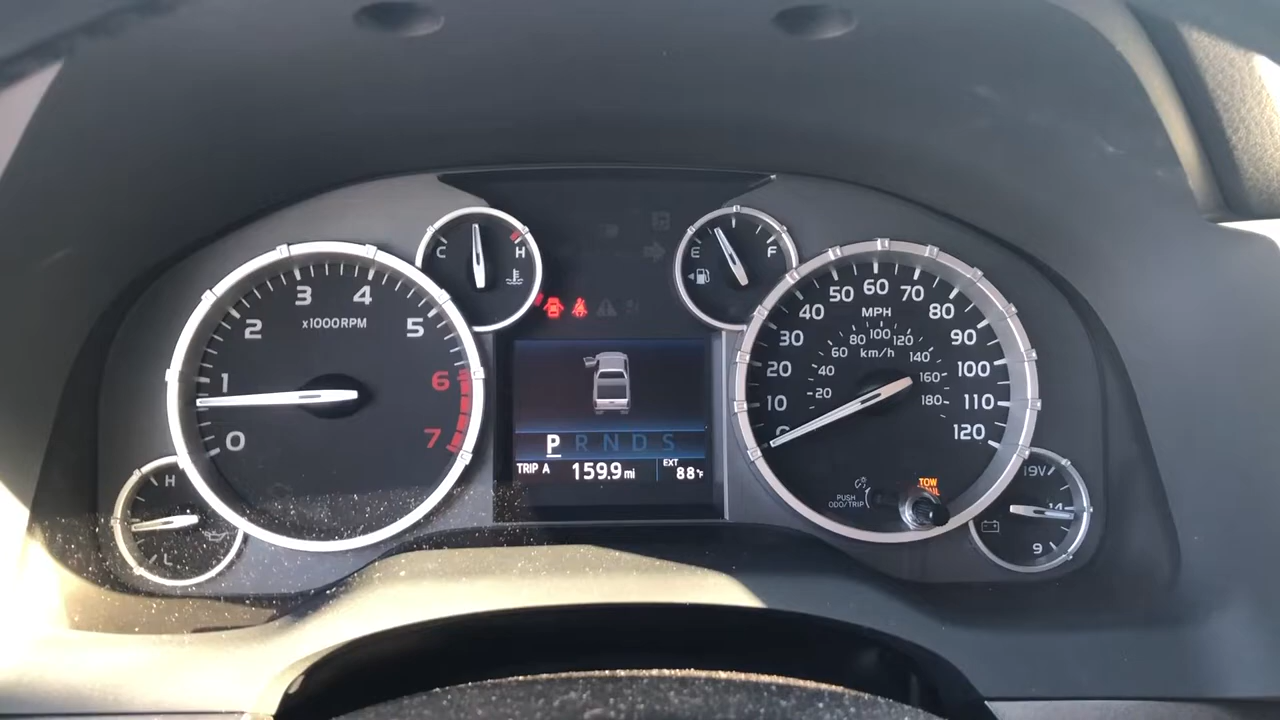 0
1
2
3
4
5
6
7
x1000RPM
C
H
E
F
H
L
P R N D S
TRIP A 159.9 mi
EXT
88°F
0
10
20
30
40
50
60
70
80
90
100
110
120
MPH
20
40
60
80
100
120
140
160
180
km/h
PUSH
ODO/TRIP
TOW
19V
14
9